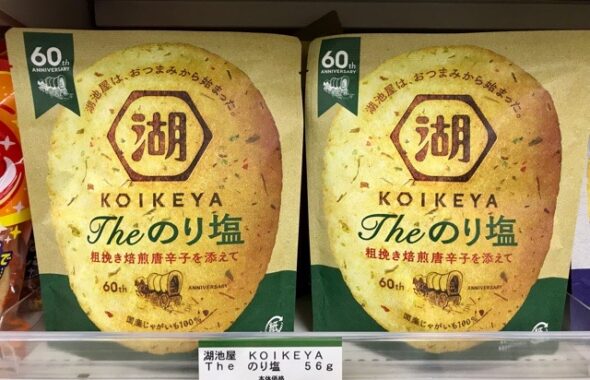 60th
ANNIVERSARY
湖池屋は、おつまみから始まった。
湖
KOIKEYA
Theのり塩
粗挽き焙煎唐辛子を添えて
60th ANNIVERSARY
国産じゃがいも100%
60th
ANNIVERSARY
湖池屋は、おつまみから始まった。
湖
KOIKEYA
Theのり塩
粗挽き焙煎唐辛子を添えて
60th ANNIVERSARY
国産じゃがいも100%
湖池屋 KOIKEYA
The のり塩 56g
本体価格